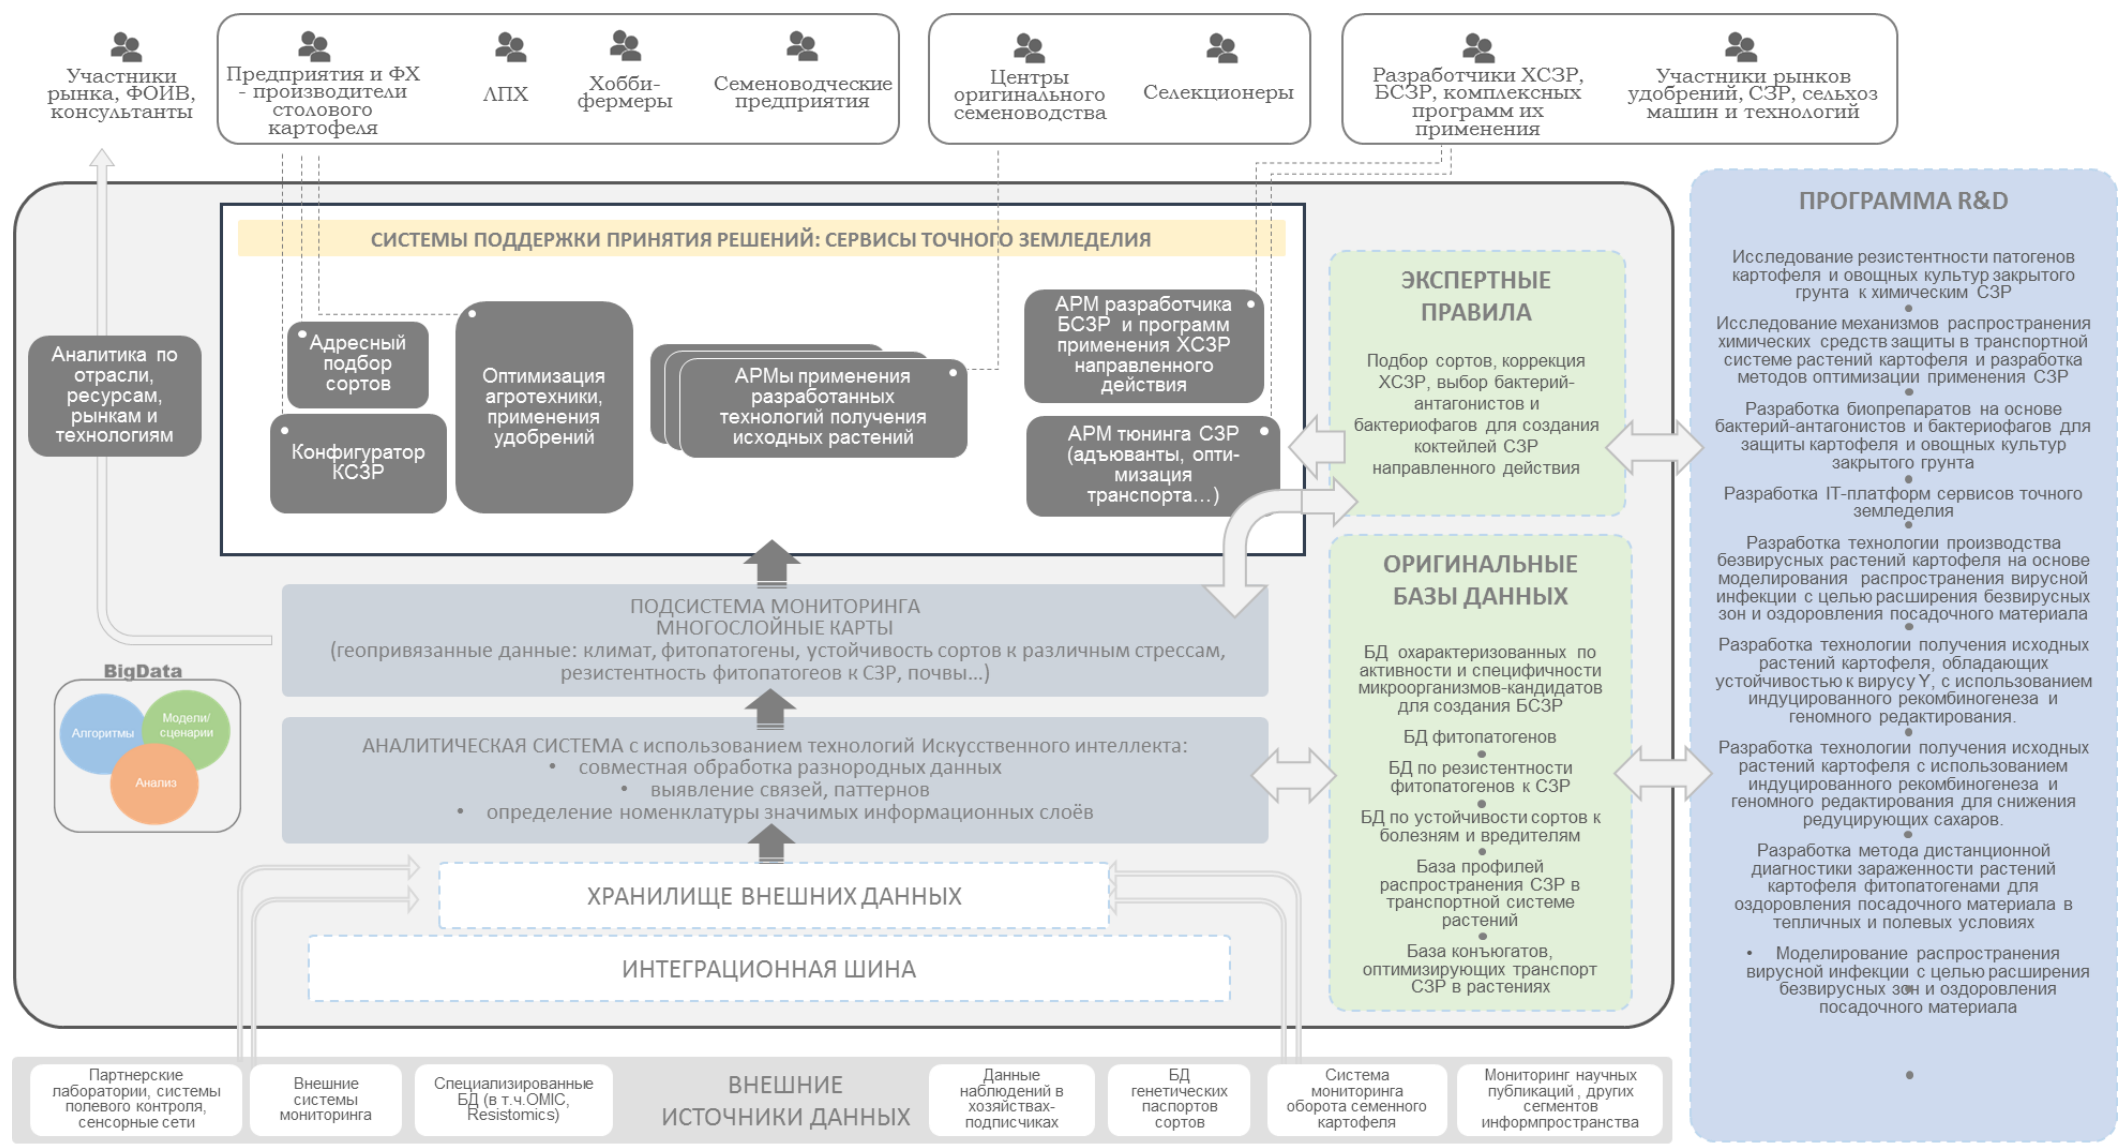 Участники
рынка, ФОИВ,
консультанты
Предприятия и ФХ
- производители
столового
картофеля
ЛПХ
Хобби-
фермеры
Семеноводческие
предприятия
Центры
оригинального
семеноводства
Селекционеры
Разработчики ХСЗР,
БСЗР, комплексных
программ их
применения
Участники рынков
удобрений, СЗР, сельхоз
машин и технологий
СИСТЕМЫ ПОДДЕРЖКИ ПРИНЯТИЯ РЕШЕНИЙ: СЕРВИСЫ ТОЧНОГО ЗЕМЛЕДЕЛИЯ
Аналитика по
отрасли,
ресурсам,
рынкам и
технологиям
Адресный
подбор
сортов
Конфигуратор
КСЗР
Оптимизация
агротехники,
применения
удобрений
АРМы применения
разработанных
технологий получения
исходных растений
АРМ разработчика
БСЗР и программ
применения ХСЗР
направленного
действия
АРМ тюнинга СЗР
(адъюванты, опти-
мизация
транспорта…)
ЭКСПЕРТНЫЕ
ПРАВИЛА
Подбор сортов, коррекция
ХСЗР, выбор бактерий-
антагонистов и
бактериофагов для создания
коктейлей СЗР
направленного действия
ПОДСИСТЕМА МОНИТОРИНГА
МНОГОСЛОЙНЫЕ КАРТЫ
(геопривязанные данные: климат, фитопатогены, устойчивость сортов к различным стрессам,
резистентность фитопатогеов к СЗР, почвы…)
BigData
Алгоритмы
Модели/
сценарии
Анализ
АНАЛИТИЧЕСКАЯ СИСТЕМА с использованием технологий Искусственного интеллекта:
• совместная обработка разнородных данных
• выявление связей, паттернов
• определение номенклатуры значимых информационных слоёв
ХРАНИЛИЩЕ ВНЕШНИХ ДАННЫХ
ИНТЕГРАЦИОННАЯ ШИНА
ОРИГИНАЛЬНЫЕ
БАЗЫ ДАННЫХ
БД охарактеризованных по
активности и специфичности
микроорганизмов-кандидатов
для создания БСЗР
БД фитопатогенов
БД по резистентности
фитопатогенов к СЗР
БД по устойчивости сортов к
болезням и вредителям
База профилей
распространения СЗР в
транспортной системе
растений
База конъюгатов,
оптимизирующих транспорт
СЗР в растениях
ПРОГРАММА R&D
Исследование резистентности патогенов
картофеля и овощных культур закрытого
грунта к химическим СЗР
Исследование механизмов распространения
химических средств защиты в транспортной
системе растений картофеля и разработка
методов оптимизации применения СЗР
Разработка биопрепаратов на основе
бактерий-антагонистов и бактериофагов для
защиты картофеля и овощных культур
закрытого грунта
Разработка IT-платформ сервисов точного
земледелия
Разработка технологии производства
безвирусных растений картофеля на основе
моделирования распространения вирусной
инфекции с целью расширения безвирусных
зон и оздоровления посадочного материала
Разработка технологии получения исходных
растений картофеля, обладающих
устойчивостью к вирусу Y, с использованием
индуцированного рекомбиногенеза и
геномного редактирования.
Разработка технологии получения исходных
растений картофеля с использованием
индуцированного рекомбиногенеза и
геномного редактирования для снижения
редуцирующих сахаров.
Разработка метода дистанционной
диагностики зараженности растений
картофеля фитопатогенами для
оздоровления посадочного материала в
тепличных и полевых условиях
• Моделирование распространения
вирусной инфекции с целью расширения
безвирусных зон и оздоровления
посадочного материала
Партнерские
лаборатории, системы
полевого контроля,
сенсорные сети
Внешние
системы
мониторинга
Специализированные
БД (в т.ч.OMIC,
Resistomics)
ВНЕШНИЕ
ИСТОЧНИКИ ДАННЫХ
Данные
наблюдений в
хозяйствах-
подписчиках
БД
генетических
паспортов
сортов
Система
мониторинга
оборота семенного
картофеля
Мониторинг научных
публикаций , других
сегментов
информпространства